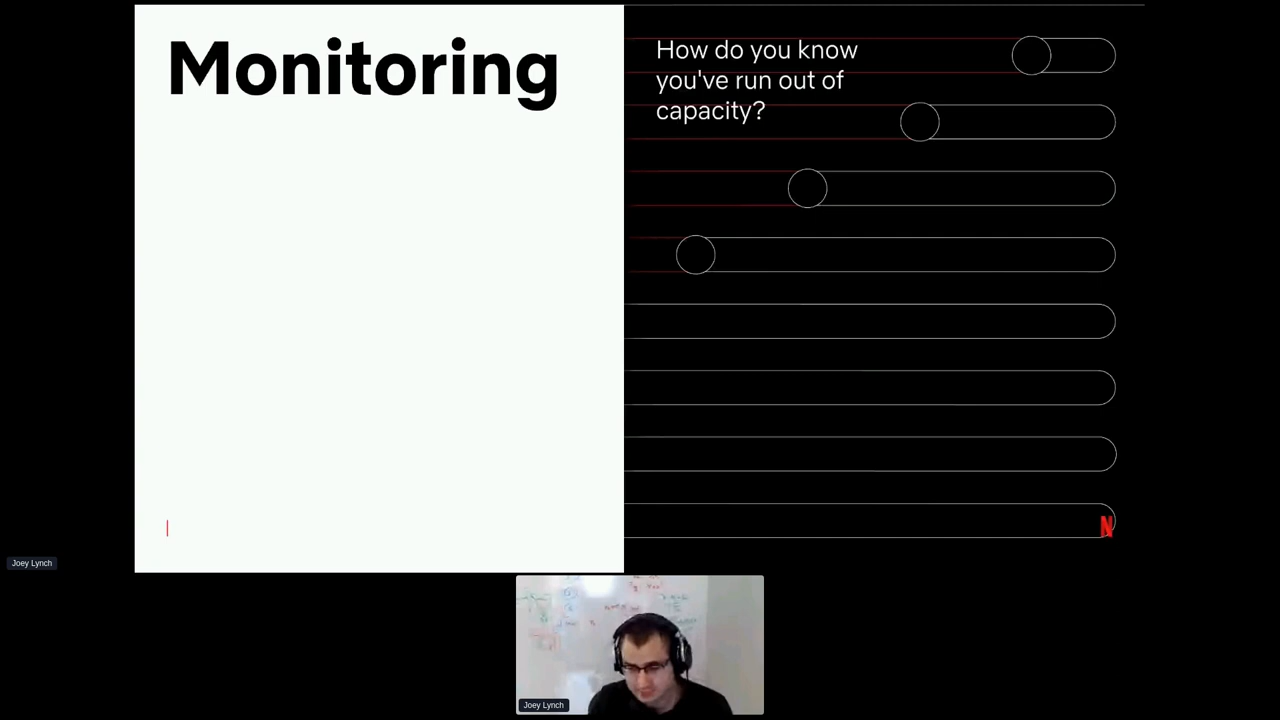 Monitoring
How do you know
you've run out of
capacity?
N
Joey Lynch
Joey Lynch